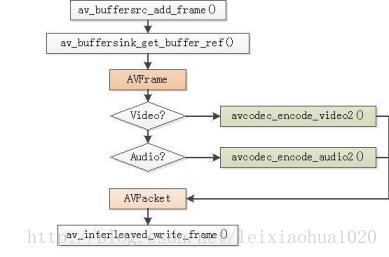 av_buffersrc_add_frame()
av_buffersink_get_buffer_ref()
AVFrame
Video?
avcodec_encode_video2()
Audio?
avcodec_encode_audio2()
AVPacket
av_interleaved_write_frame()
http://blog.csdn.net/leixiaohua1020